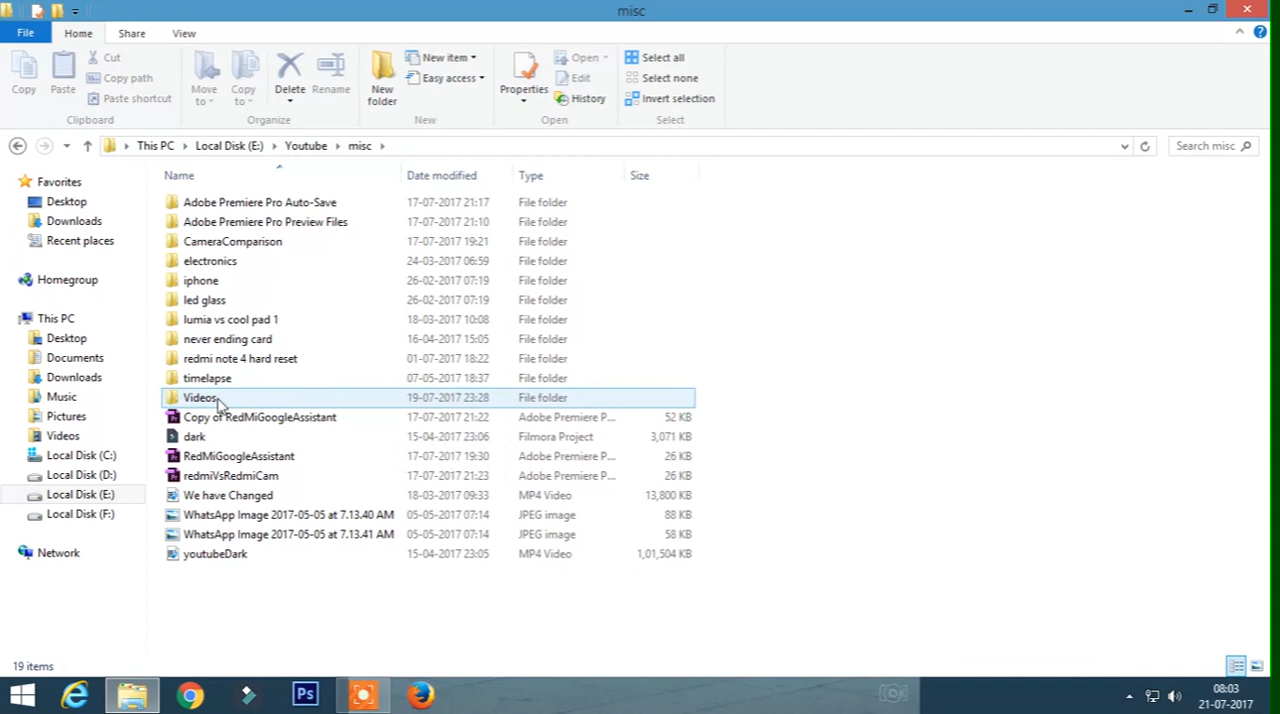 misc
File Home Share View
Copy Paste Cut Copy path Paste shortcut Move to Copy to Delete Rename New folder New item Easy access Properties Open Edit History Select all Select none Invert selection
Clipboard Organize New Open Select
This PC Local Disk (E:) Youtube misc Search misc
Name Date modified Type Size
Favorites
Desktop
Downloads
Recent places
Homegroup
This PC
Desktop
Documents
Downloads
Music
Pictures
Videos
Local Disk (C:)
Local Disk (D:)
Local Disk (E:)
Local Disk (F:)
Network
Adobe Premiere Pro Auto-Save 17-07-2017 21:17 File folder
Adobe Premiere Pro Preview Files 17-07-2017 21:10 File folder
CameraComparison 17-07-2017 19:21 File folder
electronics 24-03-2017 06:59 File folder
iphone 26-02-2017 07:19 File folder
led glass 26-02-2017 07:19 File folder
lumia vs cool pad 1 18-03-2017 10:08 File folder
never ending card 16-04-2017 15:05 File folder
redmi note 4 hard reset 01-07-2017 18:22 File folder
timelapse 07-05-2017 18:37 File folder
Videos 19-07-2017 23:28 File folder
Copy of RedMiGoogleAssistant 17-07-2017 21:22 Adobe Premiere P... 52 KB
dark 15-04-2017 23:06 Filmora Project 3,071 KB
RedMiGoogleAssistant 17-07-2017 19:30 Adobe Premiere P... 26 KB
redmiVsRedmiCam 17-07-2017 21:23 Adobe Premiere P... 26 KB
We have Changed 18-03-2017 09:33 MP4 Video 13,800 KB
WhatsApp Image 2017-05-05 at 7.13.40 AM 05-05-2017 07:14 JPEG image 88 KB
WhatsApp Image 2017-05-05 at 7.13.41 AM 05-05-2017 07:14 JPEG image 58 KB
youtubeDark 15-04-2017 23:05 MP4 Video 1,01,504 KB
19 items
Ps
08:03
21-07-2017